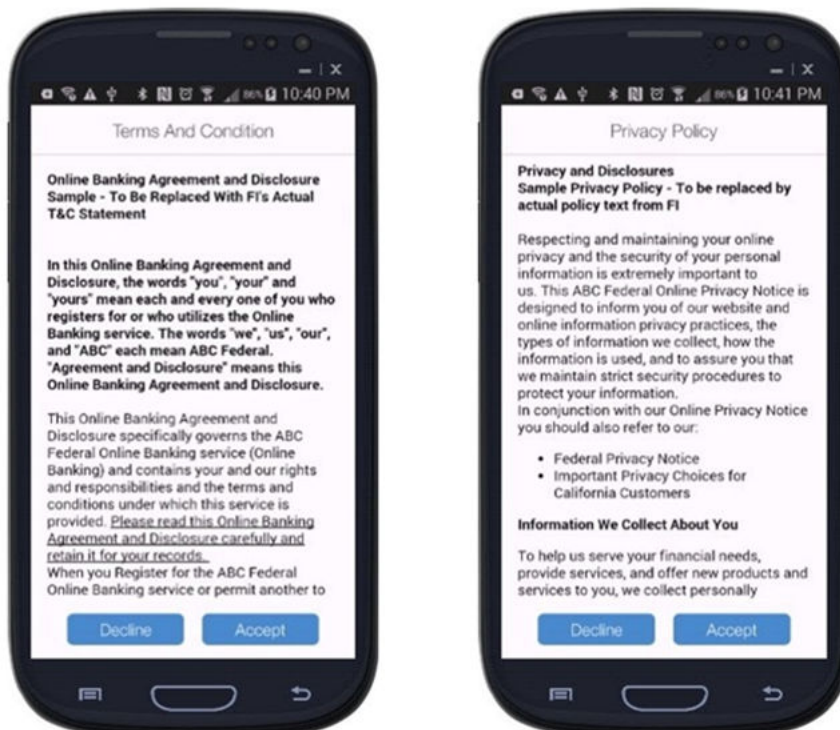 86% 10:40 PM
Terms And Condition
Online Banking Agreement and Disclosure
Sample - To Be Replaced With FI's Actual
T&C Statement
In this Online Banking Agreement and
Disclosure, the words "you", "your" and
"yours" mean each and every one of you who
registers for or who utilizes the Online
Banking service. The words "we", "us", "our",
and "ABC" each mean ABC Federal.
"Agreement and Disclosure" means this
Online Banking Agreement and Disclosure.
This Online Banking Agreement and
Disclosure specifically governs the ABC
Federal Online Banking service (Online
Banking) and contains your and our rights
and responsibilities and the terms and
conditions under which this service is
provided. Please read this Online Banking
Agreement and Disclosure carefully and
retain it for your records.
When you Register for the ABC Federal
Online Banking service or permit another to
Decline Accept
86% 10:41 PM
Privacy Policy
Privacy and Disclosures
Sample Privacy Policy - To be replaced by
actual policy text from FI
Respecting and maintaining your online
privacy and the security of your personal
information is extremely important to
us. This ABC Federal Online Privacy Notice is
designed to inform you of our website and
online information privacy practices, the
types of information we collect, how the
information is used, and to assure you that
we maintain strict security procedures to
protect your information.
In conjunction with our Online Privacy Notice
you should also refer to our:
• Federal Privacy Notice
• Important Privacy Choices for
California Customers
Information We Collect About You
To help us serve your financial needs,
provide services, and offer new products and
services to you, we collect personally
Decline Accept